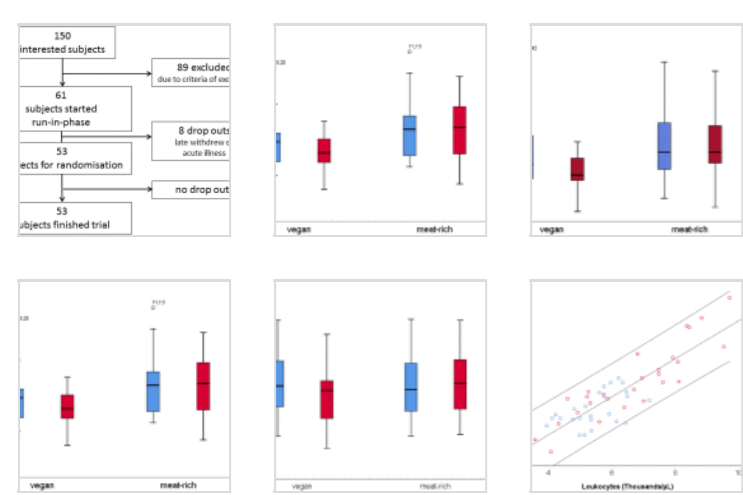 150
interested subjects
89 excluded
due to criteria of exc
61
subjects started
run-in-phase
8 drop outs
late withdrew o
acute illness
53
ects for randomisation
no drop out
53
ubjects finished trial
vegan
meat-rich
vegan
meat-rich
vegan
meat-rich
vegan
meat-rich
4
6
8
10
Leukocytes (Thousands/µL)